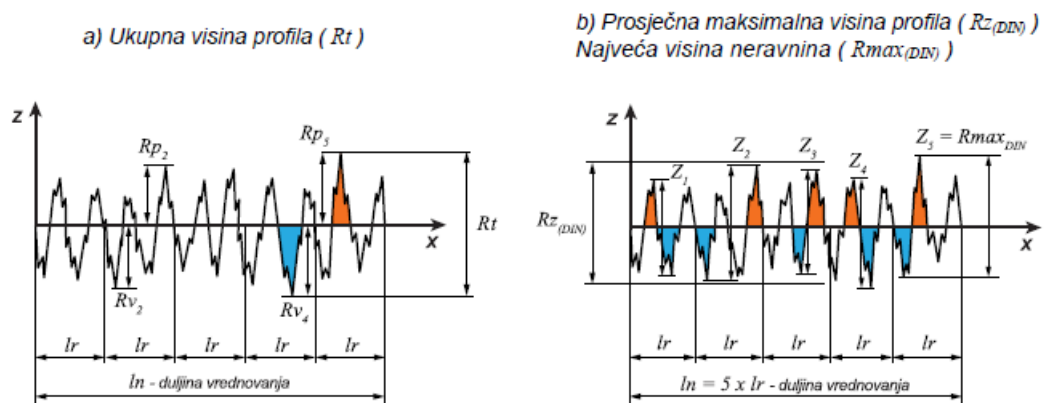 a) Ukupna visina profila ( Rt )
z
Rp₂
Rp₅
x
Rt
Rv₂
Rv₄
lr lr lr lr lr
ln - duljina vrednovanja
b) Prosječna maksimalna visina profila ( Rz(DIN) )
Najveća visina neravnina ( Rmax(DIN) )
z
Z₁
Z₂
Z₃
Z₄
Z₅ = RmaxDIN
Rz(DIN)
x
lr lr lr lr lr
ln = 5 x lr - duljina vrednovanja